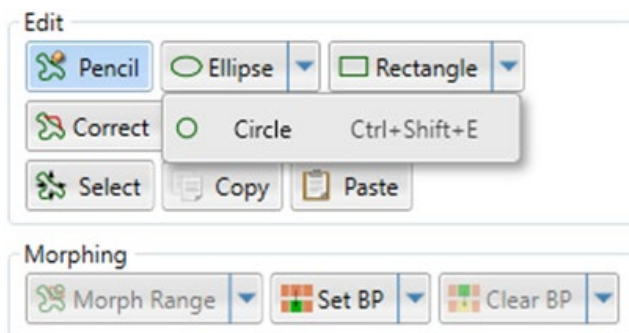 Edit
Pencil Ellipse Rectangle
Correct Circle Ctrl+Shift+E
Select Copy Paste
Morphing
Morph Range Set BP Clear BP